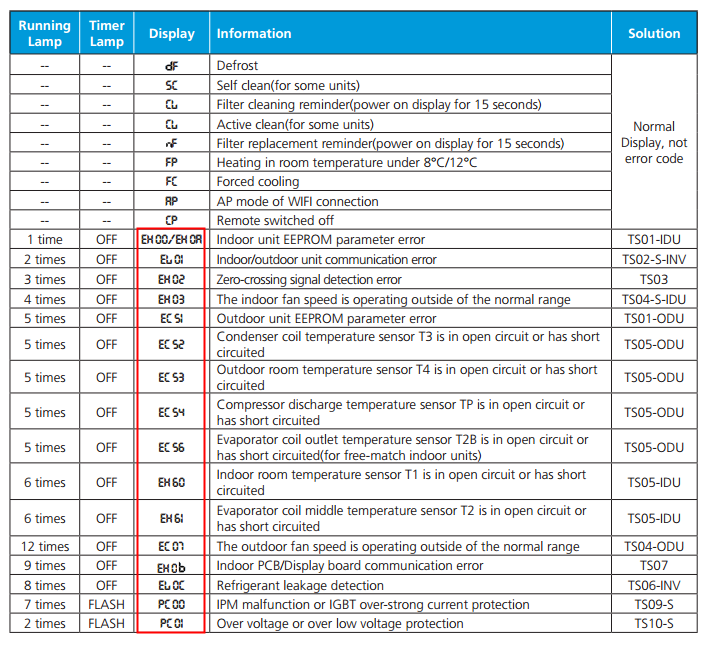 Running Lamp Timer Lamp Display Information Solution
-- -- dF Defrost
-- -- SC Self clean(for some units)
-- -- CL Filter cleaning reminder(power on display for 15 seconds)
-- -- CL Active clean(for some units)
-- -- nF Filter replacement reminder(power on display for 15 seconds)
-- -- FP Heating in room temperature under 8°C/12°C
-- -- FC Forced cooling
-- -- AP AP mode of WIFI connection
-- -- CP Remote switched off
Normal
Display, not
error code
1 time OFF EH 00/EH 0A Indoor unit EEPROM parameter error TS01-IDU
2 times OFF EL 01 Indoor/outdoor unit communication error TS02-S-INV
3 times OFF EH 02 Zero-crossing signal detection error TS03
4 times OFF EH 03 The indoor fan speed is operating outside of the normal range TS04-S-IDU
5 times OFF EC 51 Outdoor unit EEPROM parameter error TS01-ODU
5 times OFF EC 52 Condenser coil temperature sensor T3 is in open circuit or has short
circuited TS05-ODU
5 times OFF EC 53 Outdoor room temperature sensor T4 is in open circuit or has short
circuited TS05-ODU
5 times OFF EC 54 Compressor discharge temperature sensor TP is in open circuit or
has short circuited TS05-ODU
5 times OFF EC 56 Evaporator coil outlet temperature sensor T2B is in open circuit or
has short circuited(for free-match indoor units) TS05-ODU
6 times OFF EH 60 Indoor room temperature sensor T1 is in open circuit or has short
circuited TS05-IDU
6 times OFF EH 61 Evaporator coil middle temperature sensor T2 is in open circuit or
has short circuited TS05-IDU
12 times OFF EC 07 The outdoor fan speed is operating outside of the normal range TS04-ODU
9 times OFF EH 0b Indoor PCB/Display board communication error TS07
8 times OFF EL 0C Refrigerant leakage detection TS06-INV
7 times FLASH PC 00 IPM malfunction or IGBT over-strong current protection TS09-S
2 times FLASH PC 01 Over voltage or over low voltage protection TS10-S